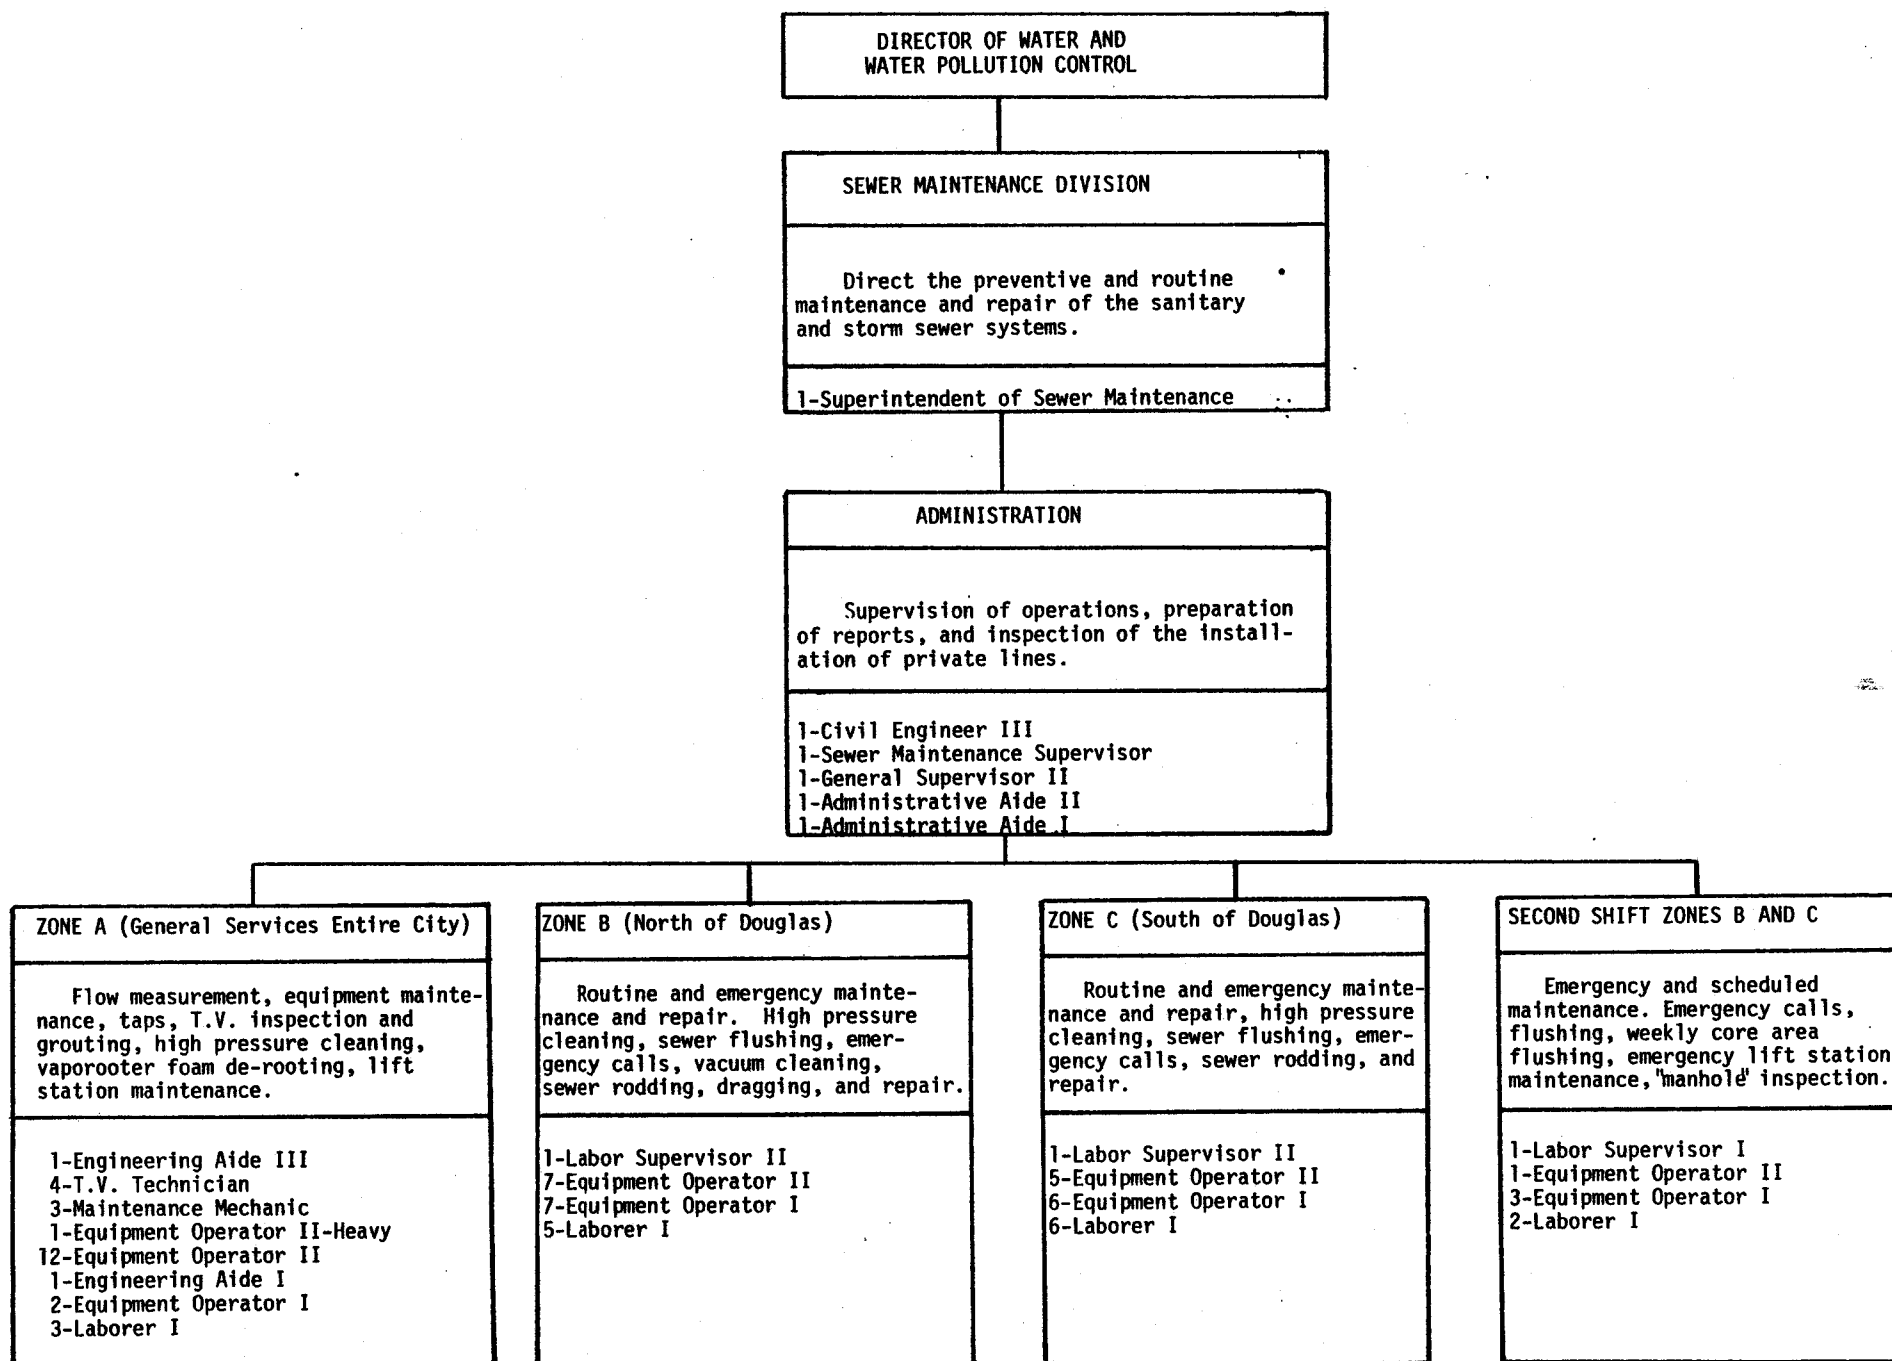 DIRECTOR OF WATER AND
WATER POLLUTION CONTROL
SEWER MAINTENANCE DIVISION
Direct the preventive and routine
maintenance and repair of the sanitary
and storm sewer systems.
1-Superintendent of Sewer Maintenance
ADMINISTRATION
Supervision of operations, preparation
of reports, and inspection of the install-
ation of private lines.
1-Civil Engineer III
1-Sewer Maintenance Supervisor
1-General Supervisor II
1-Administrative Aide II
1-Administrative Aide I
ZONE A (General Services Entire City)
Flow measurement, equipment mainte-
nance, taps, T.V. inspection and
grouting, high pressure cleaning,
vaporooter foam de-rooting, lift
station maintenance.
1-Engineering Aide III
4-T.V. Technician
3-Maintenance Mechanic
1-Equipment Operator II-Heavy
12-Equipment Operator II
1-Engineering Aide I
2-Equipment Operator I
3-Laborer I
ZONE B (North of Douglas)
Routine and emergency mainte-
nance and repair. High pressure
cleaning, sewer flushing, emer-
gency calls, vacuum cleaning,
sewer rodding, dragging, and repair.
1-Labor Supervisor II
7-Equipment Operator II
7-Equipment Operator I
5-Laborer I
ZONE C (South of Douglas)
Routine and emergency mainte-
nance and repair, high pressure
cleaning, sewer flushing, emer-
gency calls, sewer rodding, and
repair.
1-Labor Supervisor II
5-Equipment Operator II
6-Equipment Operator I
6-Laborer I
SECOND SHIFT ZONES B AND C
Emergency and scheduled
maintenance. Emergency calls,
flushing, weekly core area
flushing, emergency lift station
maintenance, "manhole" inspection.
1-Labor Supervisor I
1-Equipment Operator II
3-Equipment Operator I
2-Laborer I